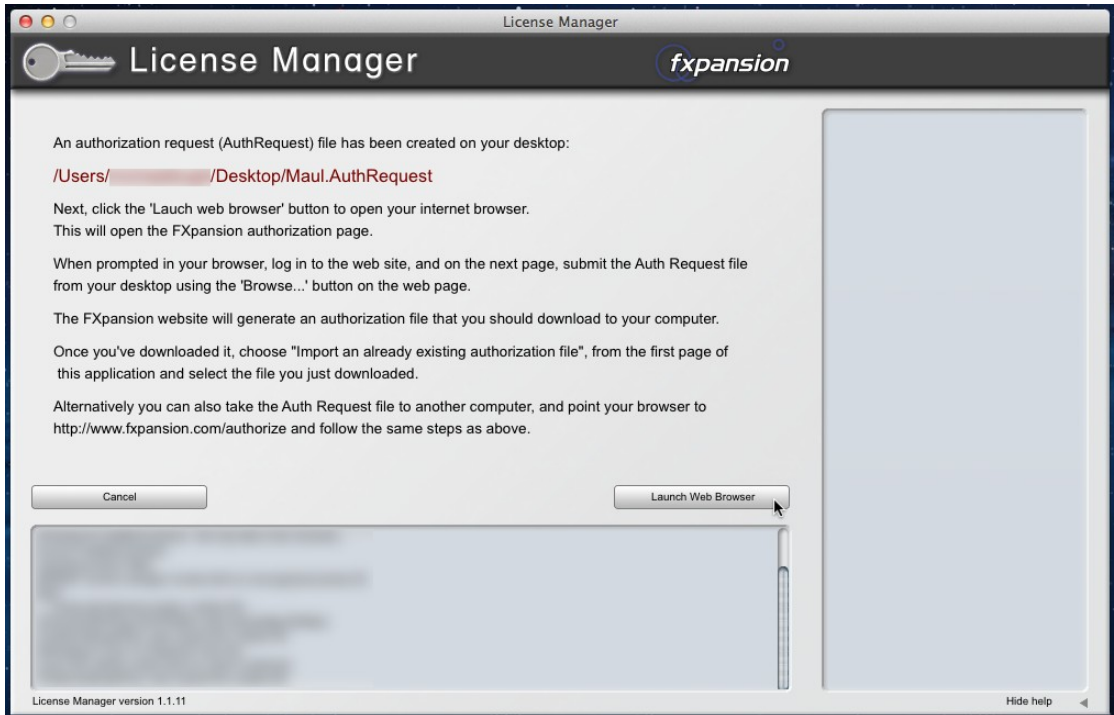 License Manager
License Manager
fxpansion
An authorization request (AuthRequest) file has been created on your desktop:
/Users/ /Desktop/Maul.AuthRequest
Next, click the 'Lauch web browser' button to open your internet browser.
This will open the FXpansion authorization page.
When prompted in your browser, log in to the web site, and on the next page, submit the Auth Request file
from your desktop using the 'Browse...' button on the web page.
The FXpansion website will generate an authorization file that you should download to your computer.
Once you've downloaded it, choose "Import an already existing authorization file", from the first page of
this application and select the file you just downloaded.
Alternatively you can also take the Auth Request file to another computer, and point your browser to
http://www.fxpansion.com/authorize and follow the same steps as above.
Cancel
Launch Web Browser
License Manager version 1.1.11
Hide help